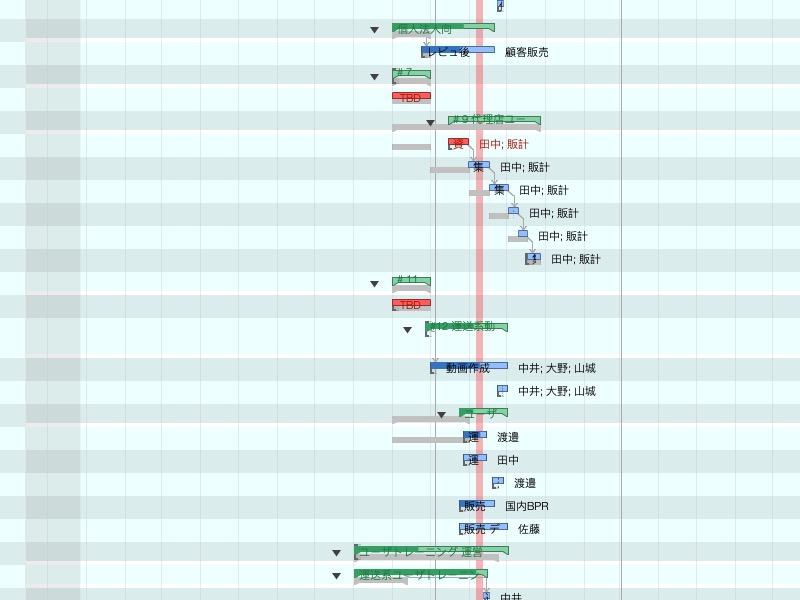 個人法人向
レビュ後 顧客販売
#7
TBD
#9 代理店ユー
資 田中; 販計
集 田中; 販計
集 田中; 販計
田中; 販計
田中; 販計
田中; 販計
#11
TBD
#12 運送系動
動画作成 中井; 大野; 山城
中井; 大野; 山城
ユーザ
運 渡邉
運 田中
渡邉
販売 国内BPR
販売デ 佐藤
ユーザトレーニング運営
運送系ユーザトレーニン
中井